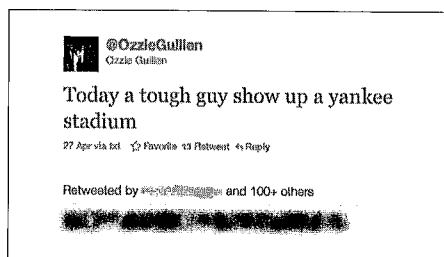 @OzzieGuillen
Ozzie Guillen
Today a tough guy show up a yankee
stadium
27 Apr via txt ☆ Favorite Retweet Reply
Retweeted by and 100+ others